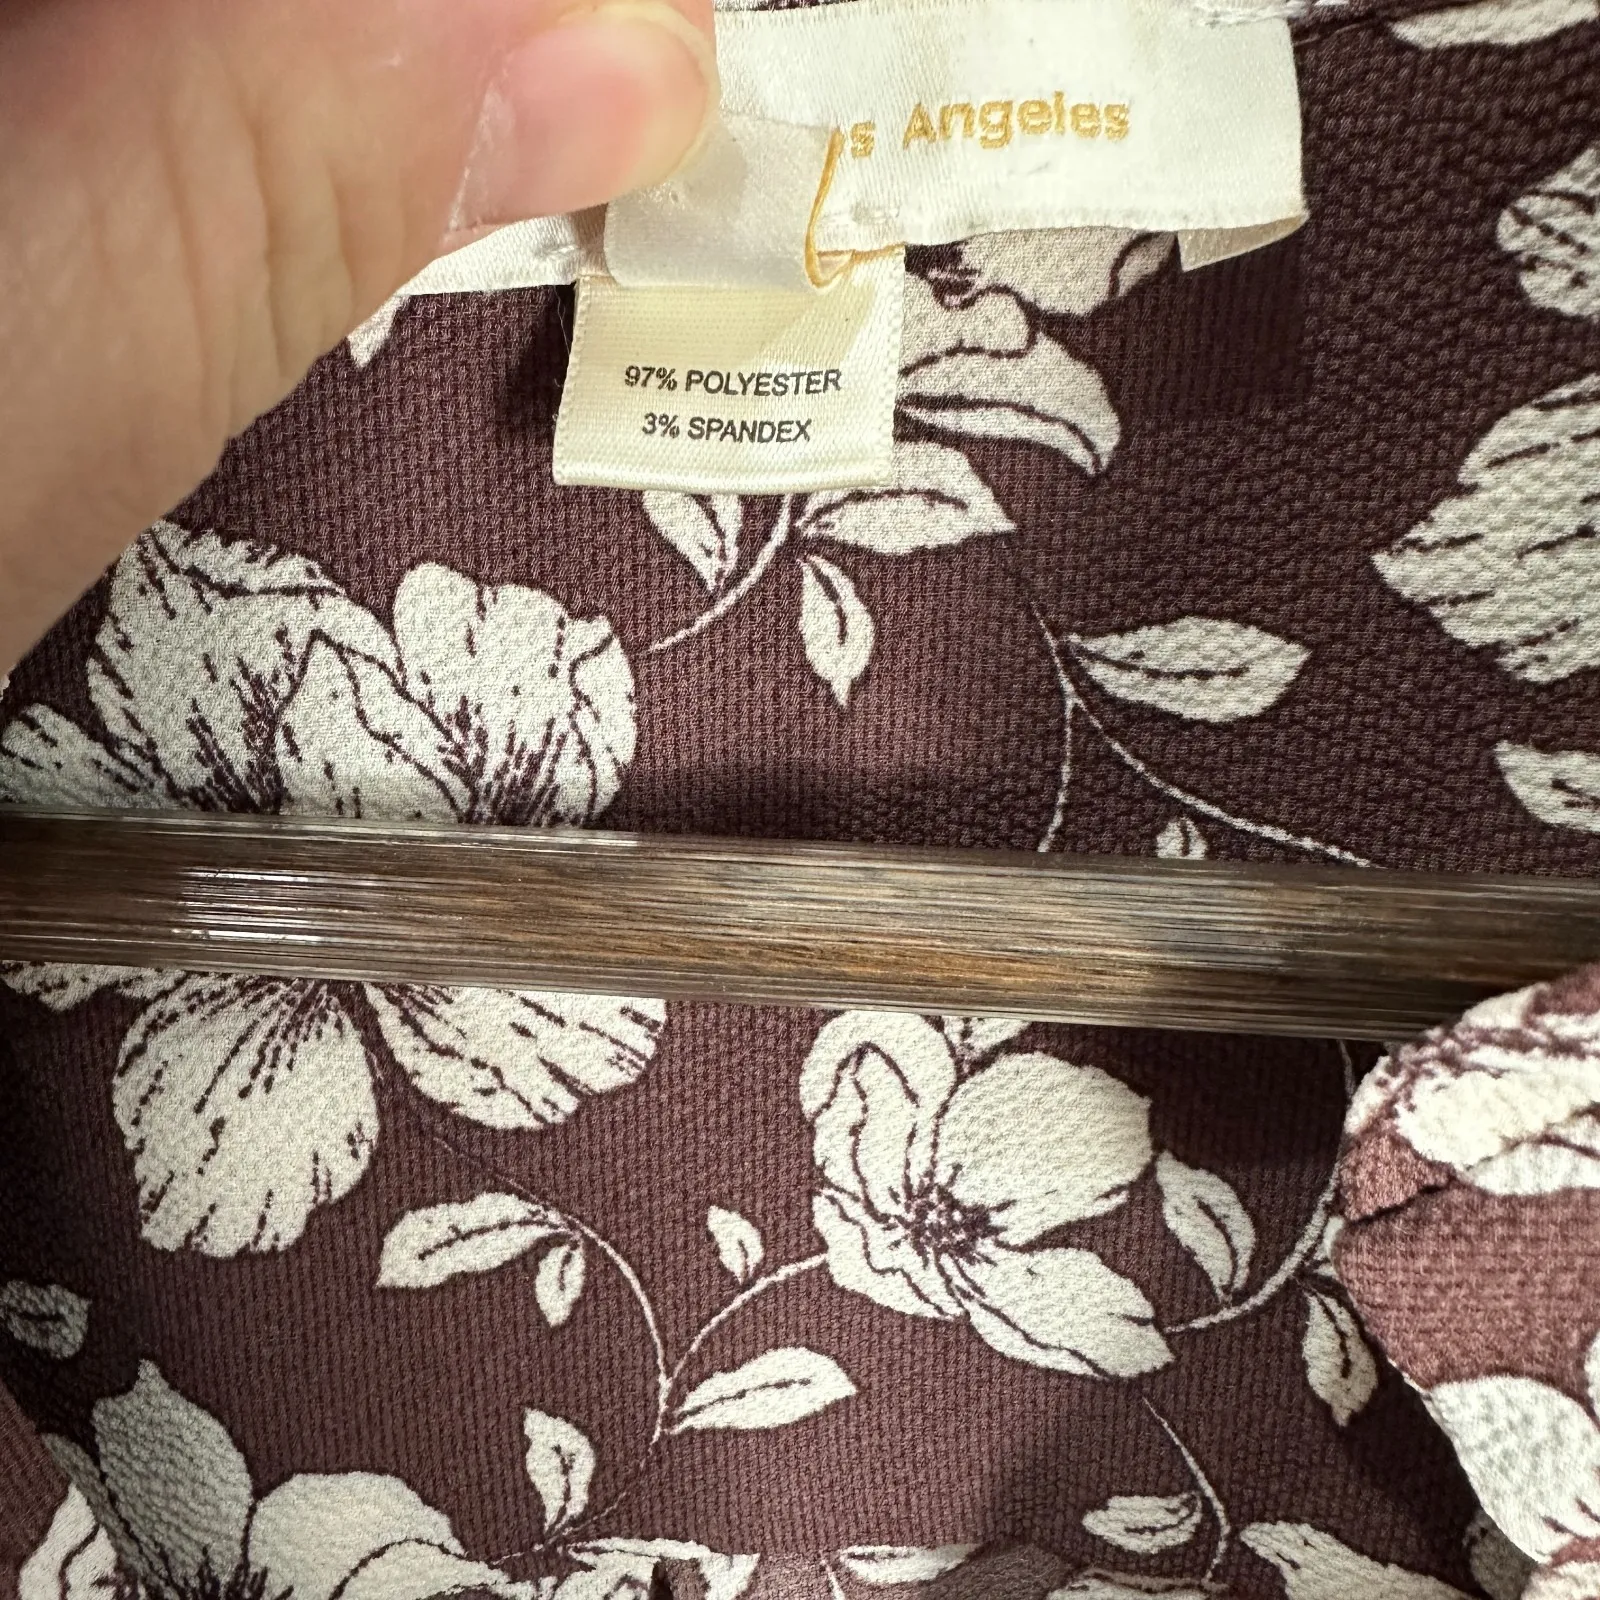 Angeles
97% POLYESTER
3% SPANDEX